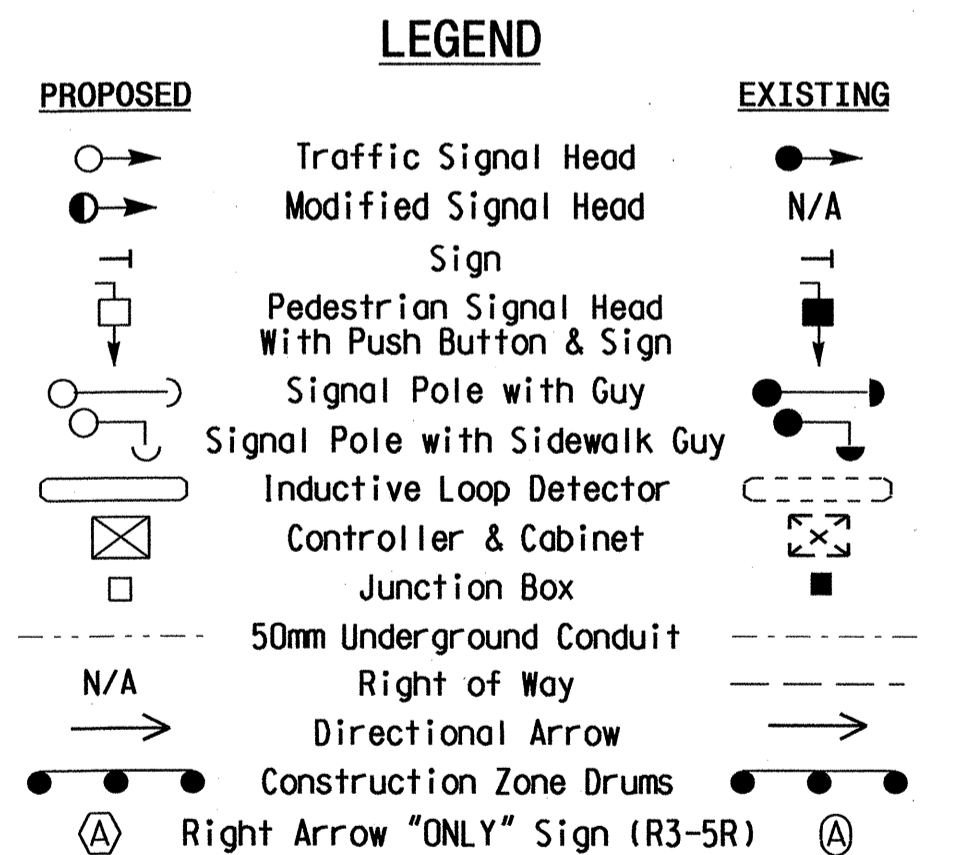 LEGEND
PROPOSED EXISTING
Traffic Signal Head
Modified Signal Head N/A
Sign
Pedestrian Signal Head
With Push Button & Sign
Signal Pole with Guy
Signal Pole with Sidewalk Guy
Inductive Loop Detector
Controller & Cabinet
Junction Box
50mm Underground Conduit
N/A Right of Way
Directional Arrow
Construction Zone Drums
A Right Arrow "ONLY" Sign (R3-5R) A